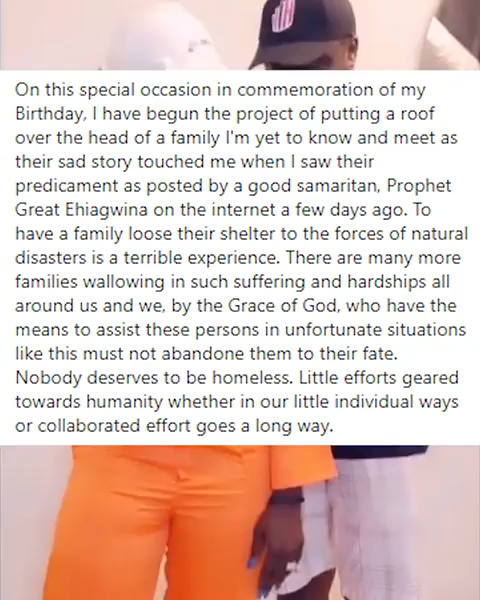 On this special occasion in commemoration of my
Birthday, I have begun the project of putting a roof
over the head of a family I'm yet to know and meet as
their sad story touched me when I saw their
predicament as posted by a good samaritan, Prophet
Great Ehiagwina on the internet a few days ago. To
have a family loose their shelter to the forces of natural
disasters is a terrible experience. There are many more
families wallowing in such suffering and hardships all
around us and we, by the Grace of God, who have the
means to assist these persons in unfortunate situations
like this must not abandone them to their fate.
Nobody deserves to be homeless. Little efforts geared
towards humanity whether in our little individual ways
or collaborated effort goes a long way.